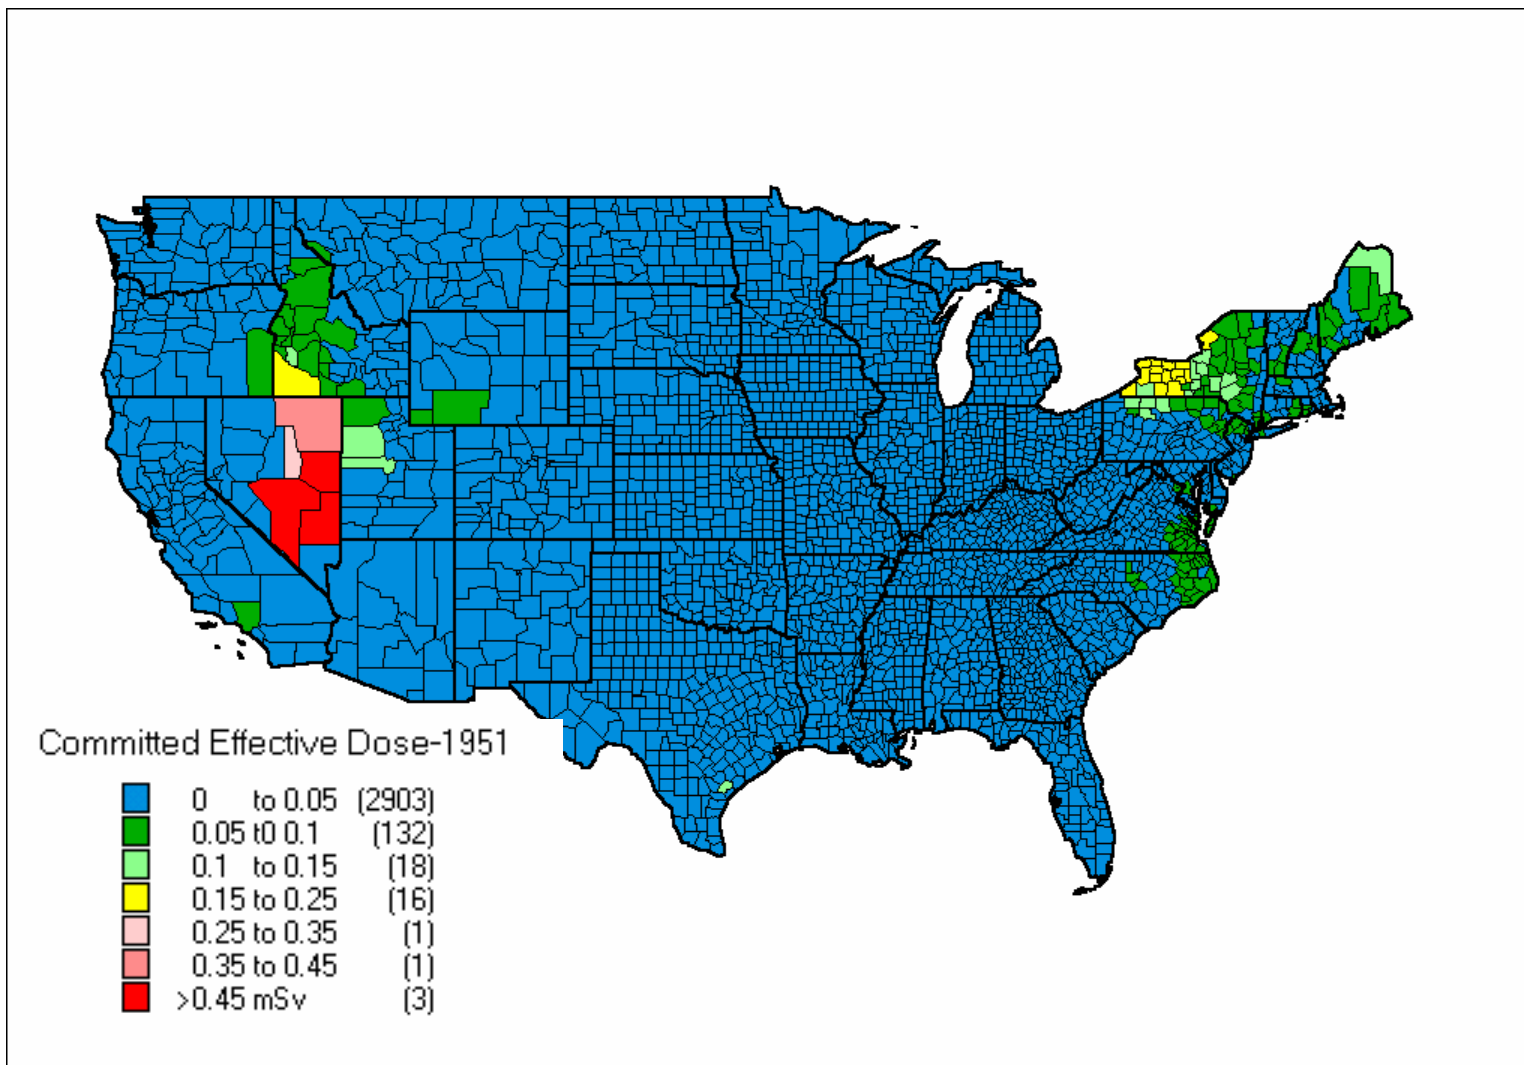 Committed Effective Dose-1951
0 to 0.05 (2903)
0.05 t0 0.1 (132)
0.1 to 0.15 (18)
0.15 to 0.25 (16)
0.25 to 0.35 (1)
0.35 to 0.45 (1)
>0.45 mSv (3)